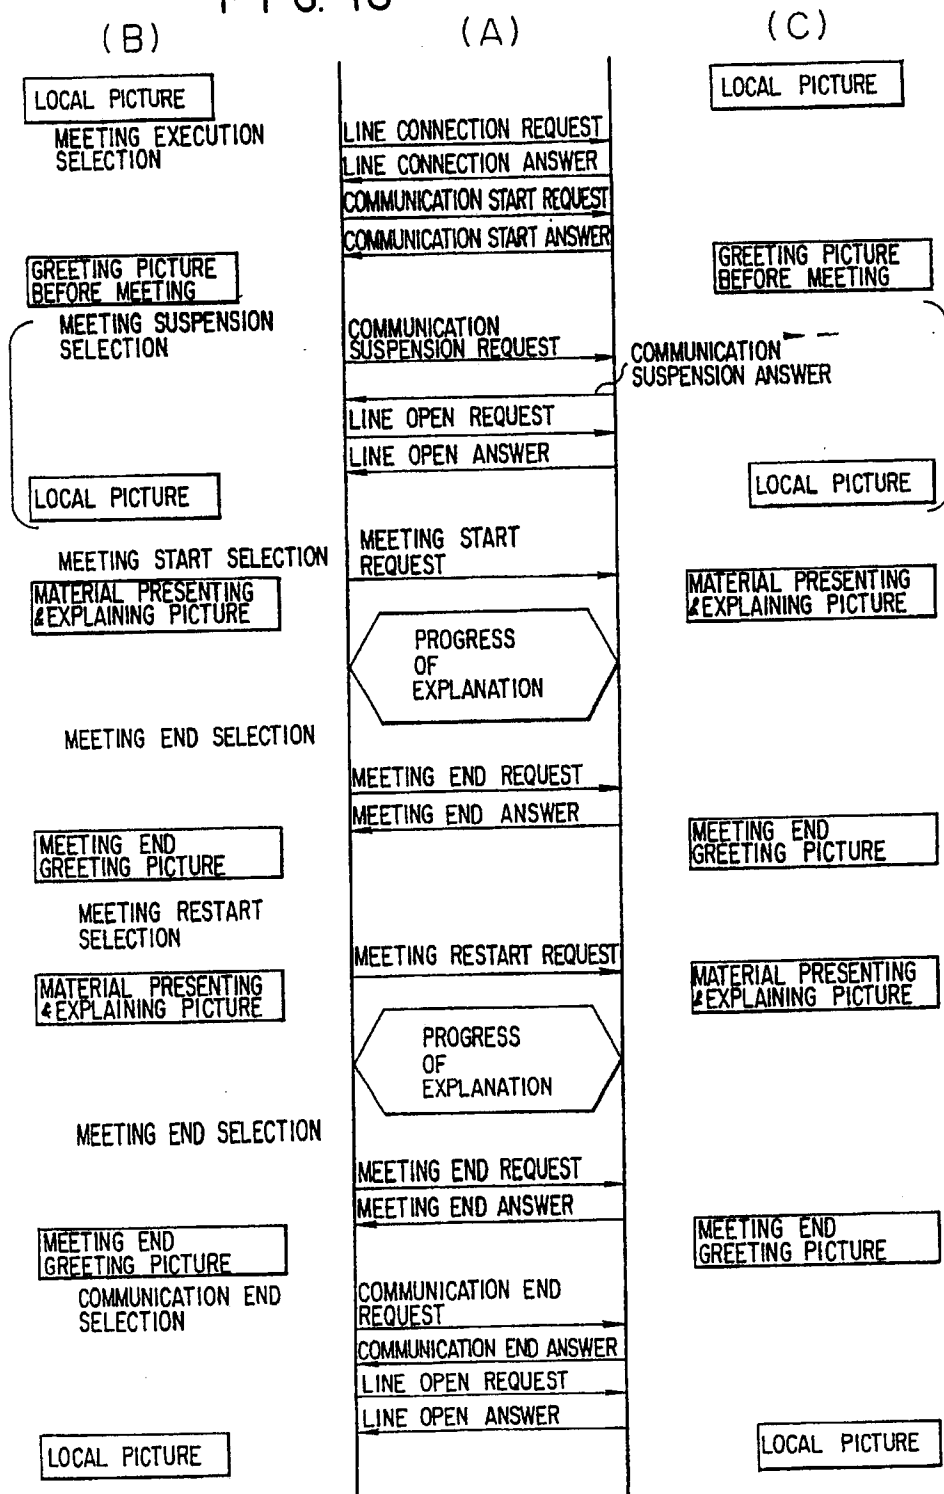 FIG. 10
(B)
(A)
(C)
LOCAL PICTURE
LOCAL PICTURE
MEETING EXECUTION
SELECTION
LINE CONNECTION REQUEST
LINE CONNECTION ANSWER
COMMUNICATION START REQUEST
COMMUNICATION START ANSWER
GREETING PICTURE
BEFORE MEETING
GREETING PICTURE
BEFORE MEETING
MEETING SUSPENSION
SELECTION
COMMUNICATION
SUSPENSION REQUEST
COMMUNICATION
SUSPENSION ANSWER
LINE OPEN REQUEST
LINE OPEN ANSWER
LOCAL PICTURE
LOCAL PICTURE
MEETING START SELECTION
MEETING START
REQUEST
MATERIAL PRESENTING
&EXPLAINING PICTURE
MATERIAL PRESENTING
&EXPLAINING PICTURE
PROGRESS
OF
EXPLANATION
MEETING END SELECTION
MEETING END REQUEST
MEETING END ANSWER
MEETING END
GREETING PICTURE
MEETING END
GREETING PICTURE
MEETING RESTART
SELECTION
MEETING RESTART REQUEST
MATERIAL PRESENTING
&EXPLAINING PICTURE
MATERIAL PRESENTING
&EXPLAINING PICTURE
PROGRESS
OF
EXPLANATION
MEETING END SELECTION
MEETING END REQUEST
MEETING END ANSWER
MEETING END
GREETING PICTURE
MEETING END
GREETING PICTURE
COMMUNICATION END
SELECTION
COMMUNICATION END
REQUEST
COMMUNICATION END ANSWER
LINE OPEN REQUEST
LINE OPEN ANSWER
LOCAL PICTURE
LOCAL PICTURE